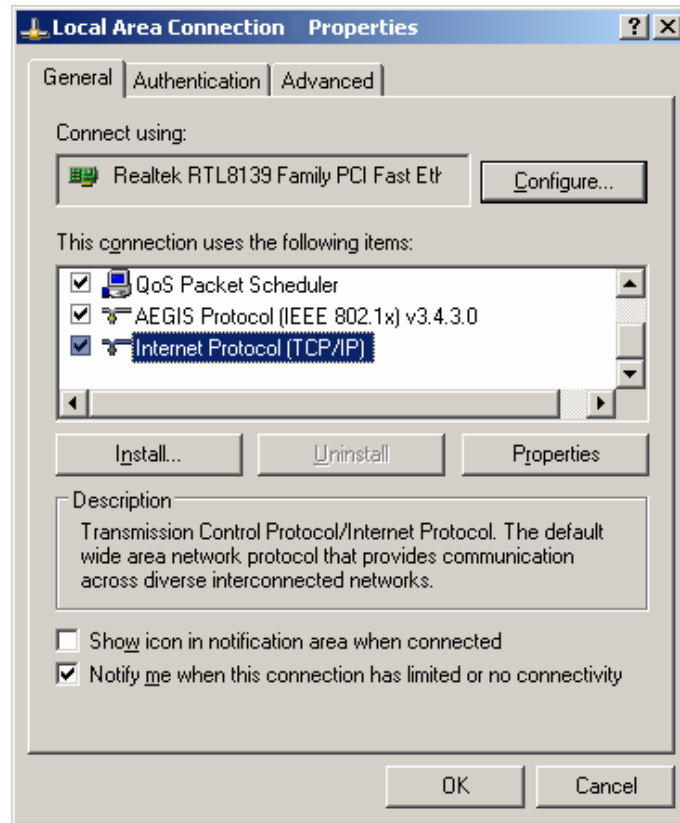 Local Area Connection Properties
General Authentication Advanced
Connect using:
Realtek RTL8139 Family PCI Fast Eth
Configure...
This connection uses the following items:
QoS Packet Scheduler
AEGIS Protocol (IEEE 802.1x) v3.4.3.0
Internet Protocol (TCP/IP)
Install... Uninstall Properties
Description
Transmission Control Protocol/Internet Protocol. The default
wide area network protocol that provides communication
across diverse interconnected networks.
Show icon in notification area when connected
Notify me when this connection has limited or no connectivity
OK Cancel